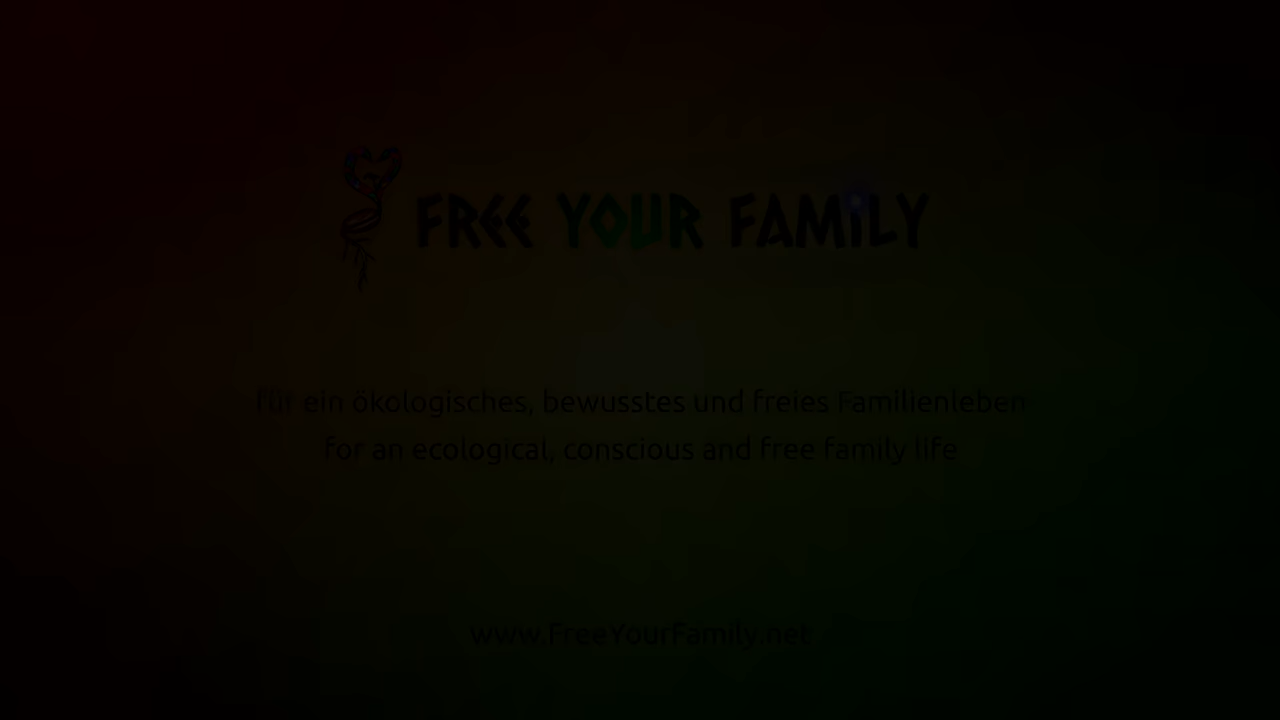 FREE YOUR FAMiLY
für ein ökologisches, bewusstes und freies Familienleben
for an ecological, conscious and free family life
www.FreeYourFamily.net